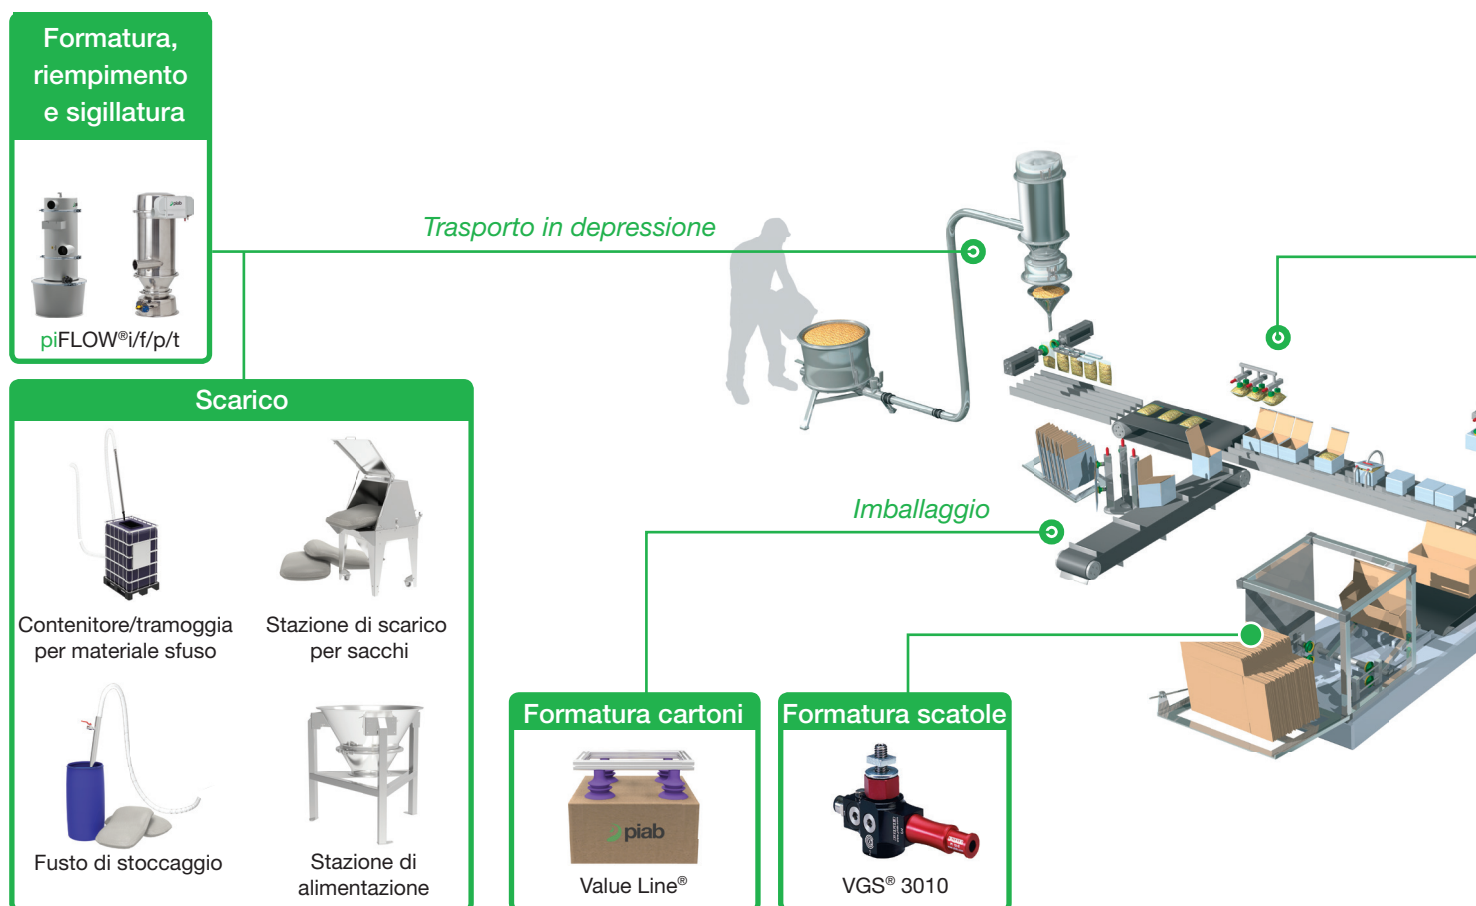 Formatura,
riempimento
e sigillatura
piab
piFLOW®i/f/p/t
Trasporto in depressione
Scarico
Contenitore/tramoggia
per materiale sfuso
Stazione di scarico
per sacchi
Fusto di stoccaggio
Stazione di
alimentazione
Imballaggio
Formatura cartoni
piab
Value Line®
Formatura scatole
VGS® 3010